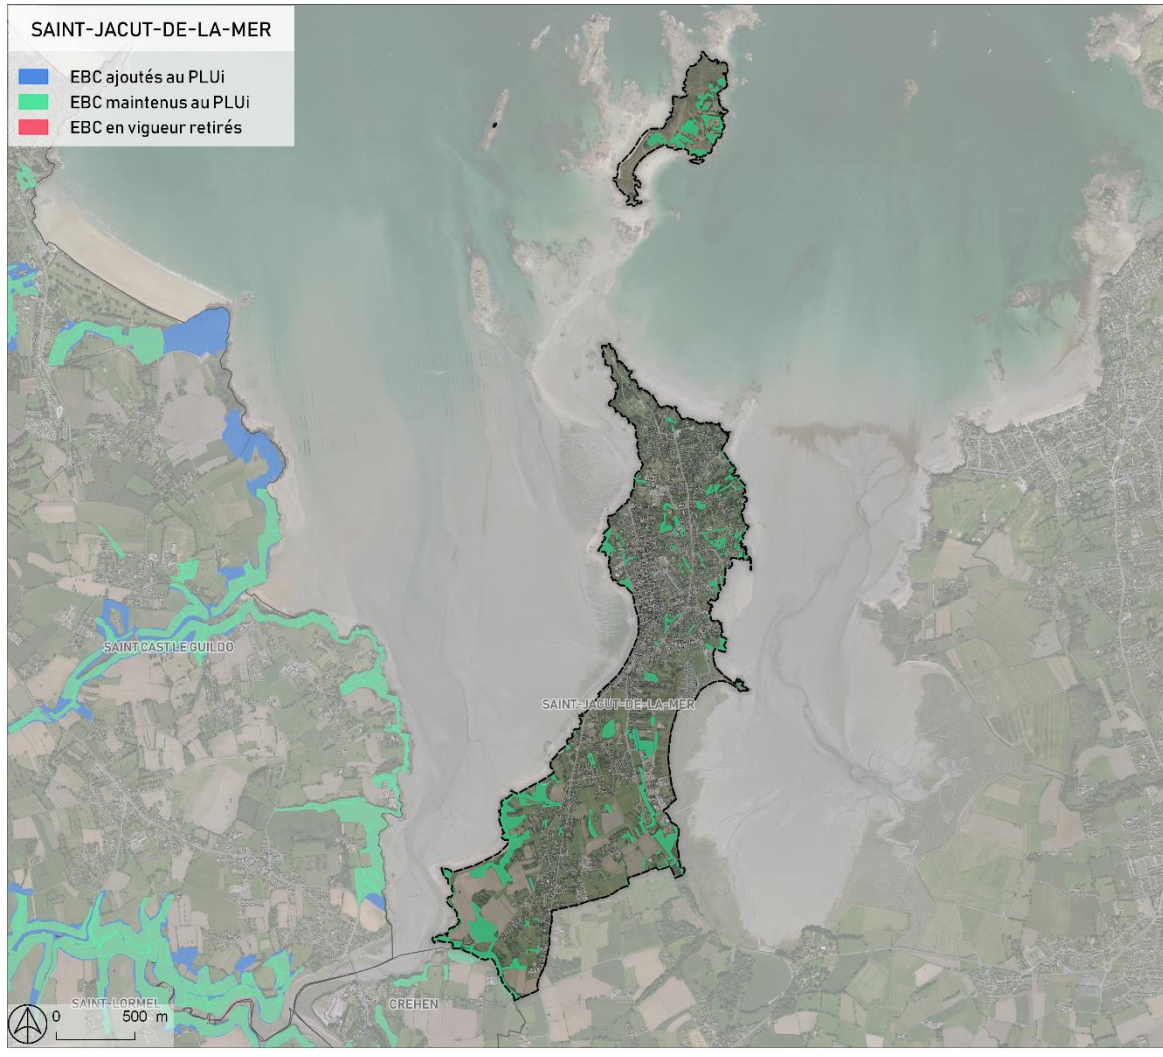 SAINT-JACUT-DE-LA-MER
EBC ajoutés au PLUi
EBC maintenus au PLUi
EBC en vigueur retirés
SAINT CAST LE GUILDO
SAINT-JACUT-DE-LA-MER
SAINT-LORMEL
CREHEN
0 500 m